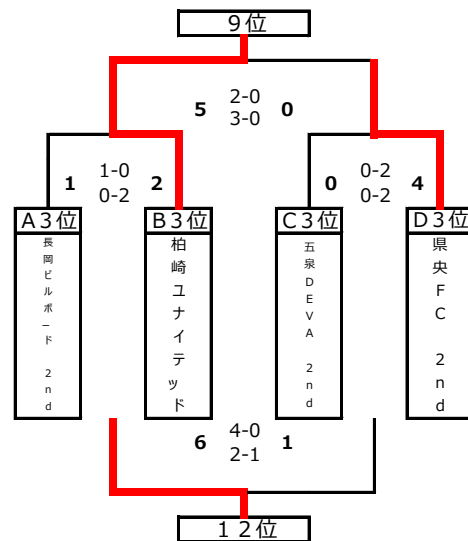 9位
5 2-0 0
3-0
1 1-0 2
0-2
0 0-2 4
0-2
A3位
B3位
C3位
D3位
長岡ビルボード 2nd
柏崎ユナイテッド
五泉DEVA 2nd
県央FC 2nd
6 4-0 1
2-1
12位